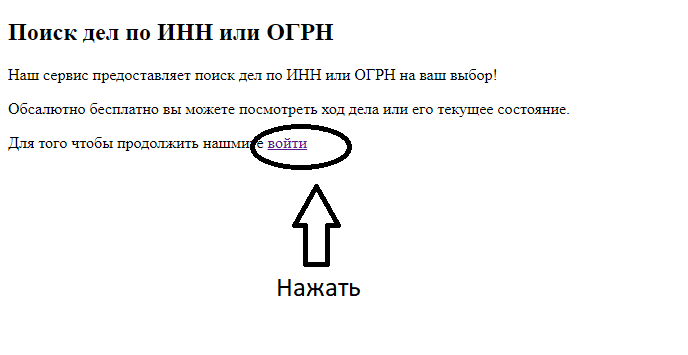 Поиск дел по ИНН или ОГРН
Наш сервис предоставляет поиск дел по ИНН или ОГРН на ваш выбор!
Обсалютно бесплатно вы можете посмотреть ход дела или его текущее состояние.
Для того чтобы продолжить нашмите войти
Нажать